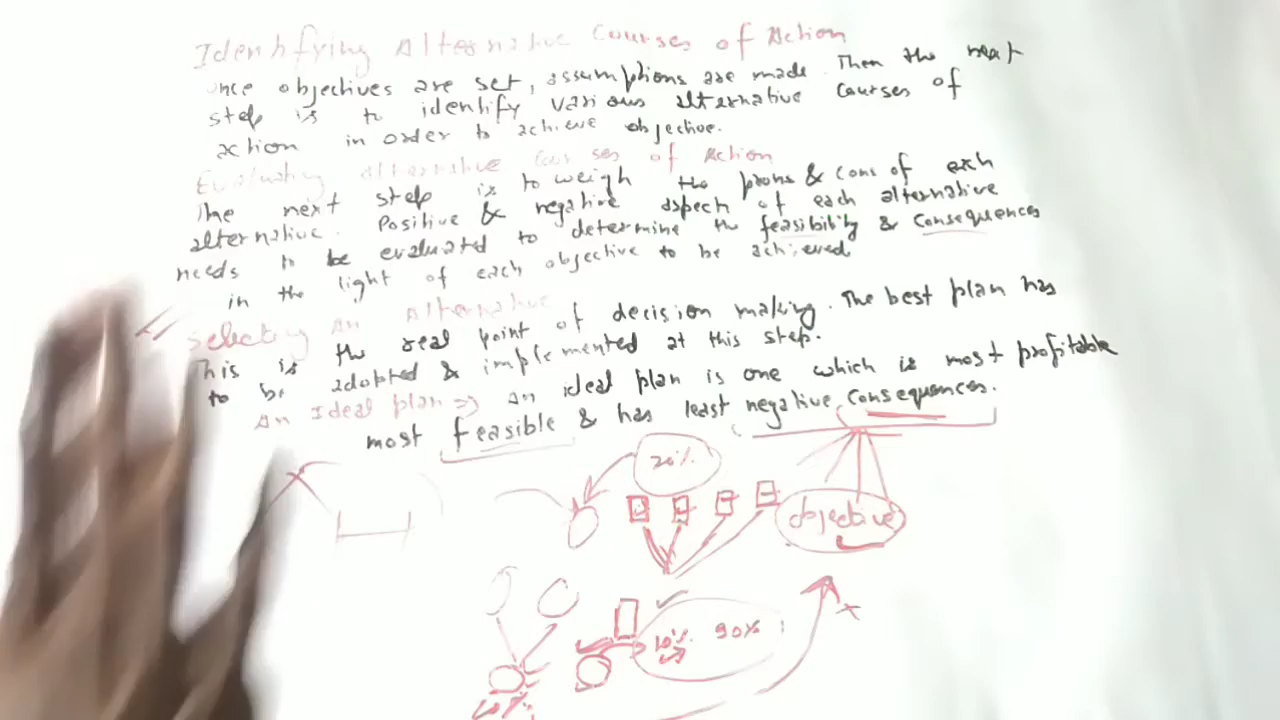 Identifying Alternative Courses of Action
once objectives are set, assumptions are made. Then the next
step is to identify various alternative courses of
action in order to achieve objective.
Evaluating alternative Courses of Action
The next step is to weigh the prons & cons of each
alternative. Positive & negative aspect of each alternative
needs to be evaluated to determine the feasibility & consequences
in the light of each objective to be achieved
Selecting An Alternative
This is the real point of decision making. The best plan has
to be adopted & implemented at this step.
An Ideal plan => An ideal plan is one which is most profitable
most feasible & has least negative consequences.
20%
objective
10% 90%